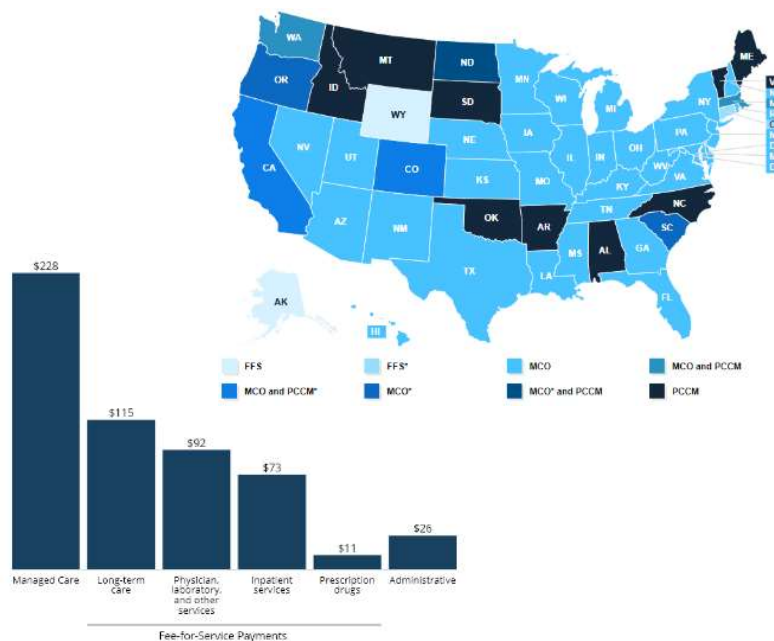 WA
MT
ND
ME
OR
ID
SD
MN
WI
MI
NY
WY
NV
UT
CO
NE
IA
IL
IN
OH
PA
WV
VA
CA
KS
MO
KY
AZ
NM
OK
AR
TN
NC
SC
TX
LA
MS
AL
GA
FL
AK
HI
FFS
FFS*
MCO
MCO and PCCM
MCO and PCCM*
MCO*
MCO* and PCCM
PCCM
$228
$115
$92
$73
$11
$26
Managed Care
Long-term
care
Physician,
laboratory,
and other
services
Inpatient
services
Prescription
drugs
Administrative
Fee-for-Service Payments